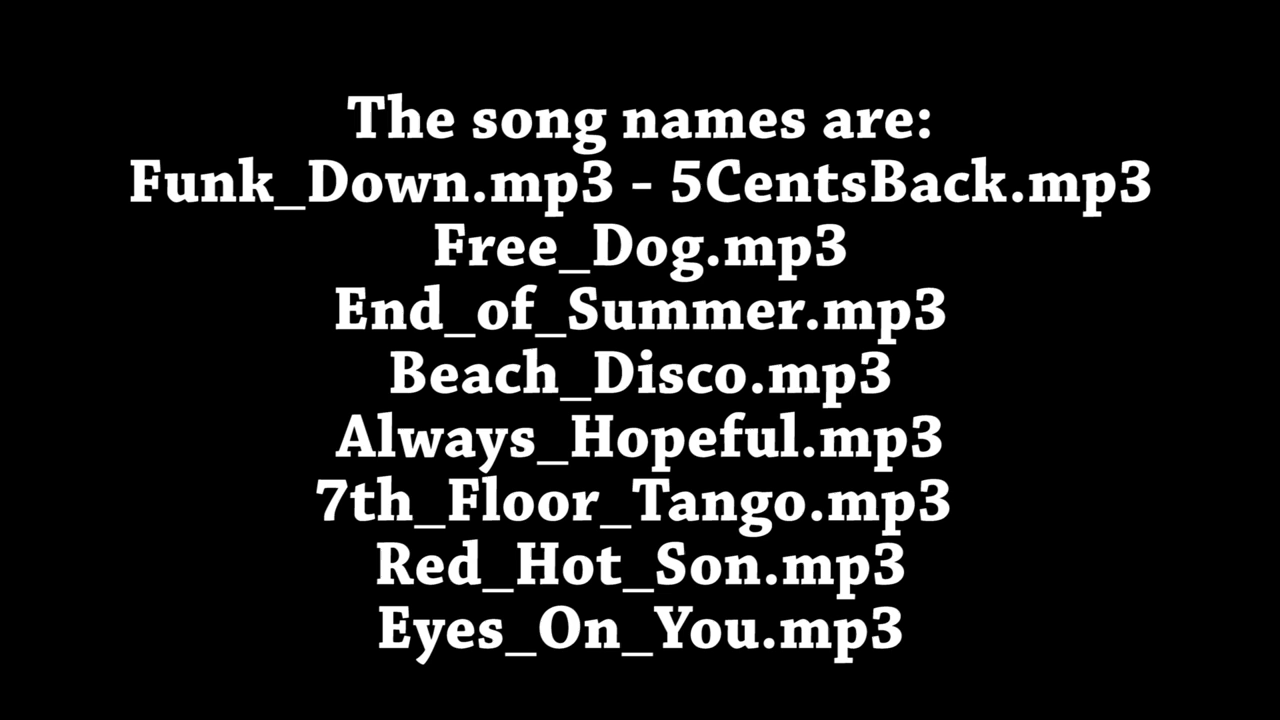 The song names are:
Funk_Down.mp3 - 5CentsBack.mp3
Free_Dog.mp3
End_of_Summer.mp3
Beach_Disco.mp3
Always_Hopeful.mp3
7th_Floor_Tango.mp3
Red_Hot_Son.mp3
Eyes_On_You.mp3